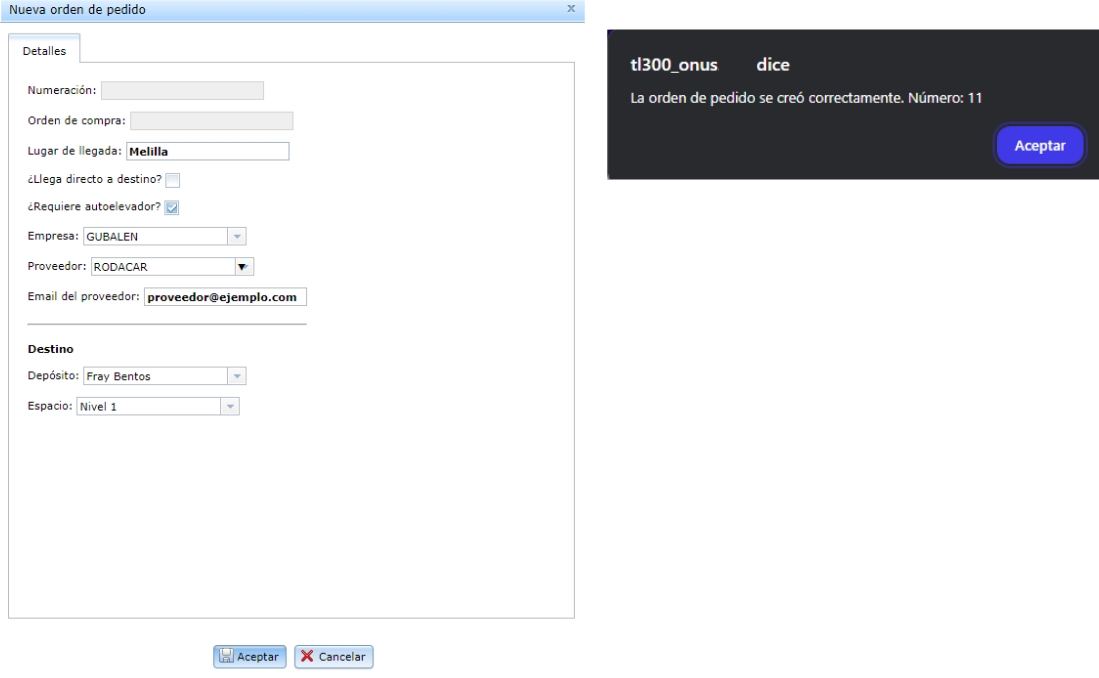 Nueva orden de pedido x
Detalles
Numeración:
Orden de compra:
Lugar de llegada: Melilla
¿Llega directo a destino?
¿Requiere autoelevador?
Empresa: GUBALEN
Proveedor: RODACAR
Email del proveedor: proveedor@ejemplo.com
Destino
Depósito: Fray Bentos
Espacio: Nivel 1
Aceptar Cancelar
tl300_onus dice
La orden de pedido se creó correctamente. Número: 11
Aceptar